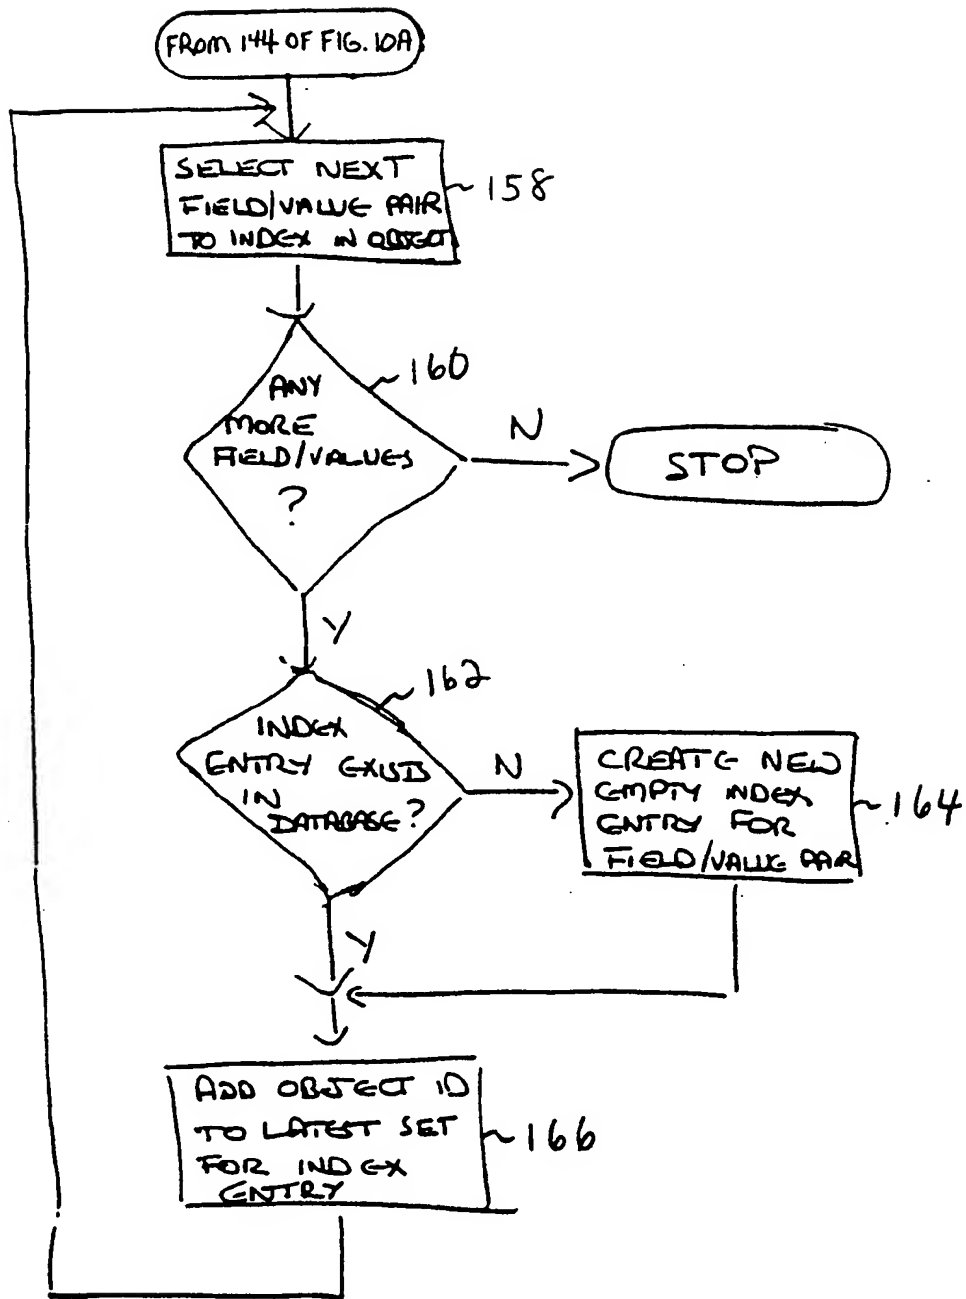 FROM 144 OF FIG. 10A
SELECT NEXT
FIELD/VALUE PAIR
TO INDEX IN OBJECT
158
ANY
MORE
FIELD/VALUES
?
160
N
STOP
Y
INDEX
ENTRY EXISTS
IN
DATABASE?
162
N
CREATE NEW
EMPTY INDEX
ENTRY FOR
FIELD/VALUE PAIR
164
Y
ADD OBJECT ID
TO LATEST SET
FOR INDEX
ENTRY
166